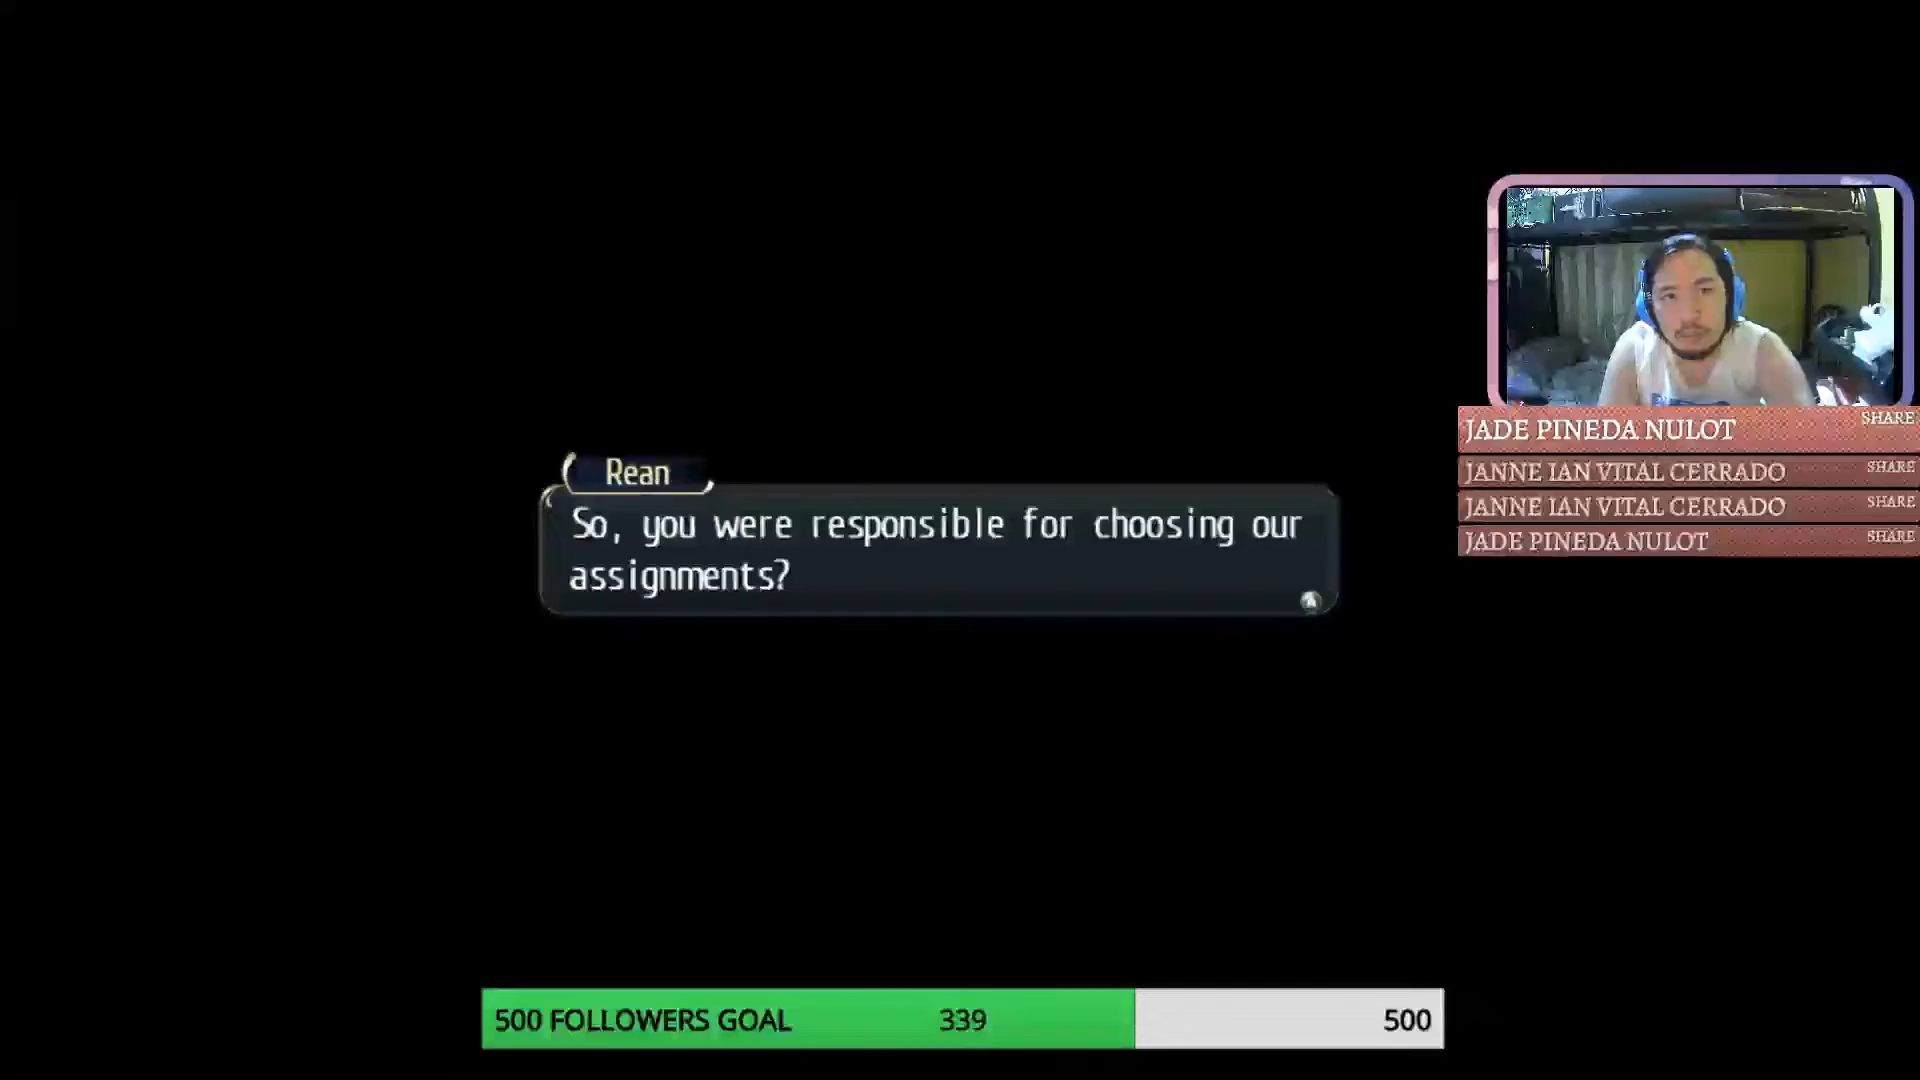 Rean
So, you were responsible for choosing our
assignments?
JADE PINEDA NULOT SHARE
JANNE IAN VITAL CERRADO SHARE
JANNE IAN VITAL CERRADO SHARE
JADE PINEDA NULOT SHARE
500 FOLLOWERS GOAL 339 500